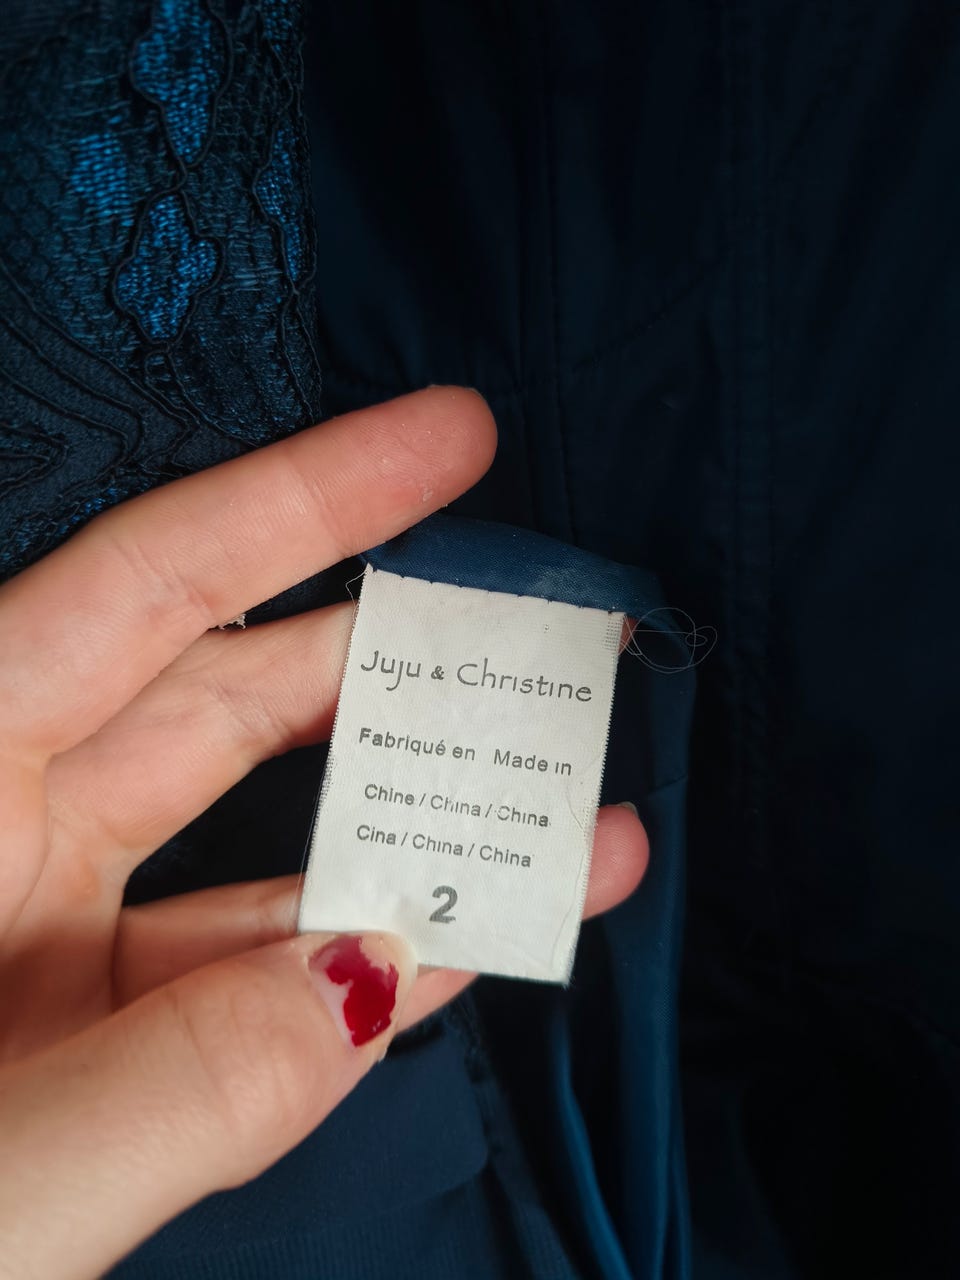 Juju & Christine
Fabriqué en Made in
Chine / China / China
Cina / China / China
2